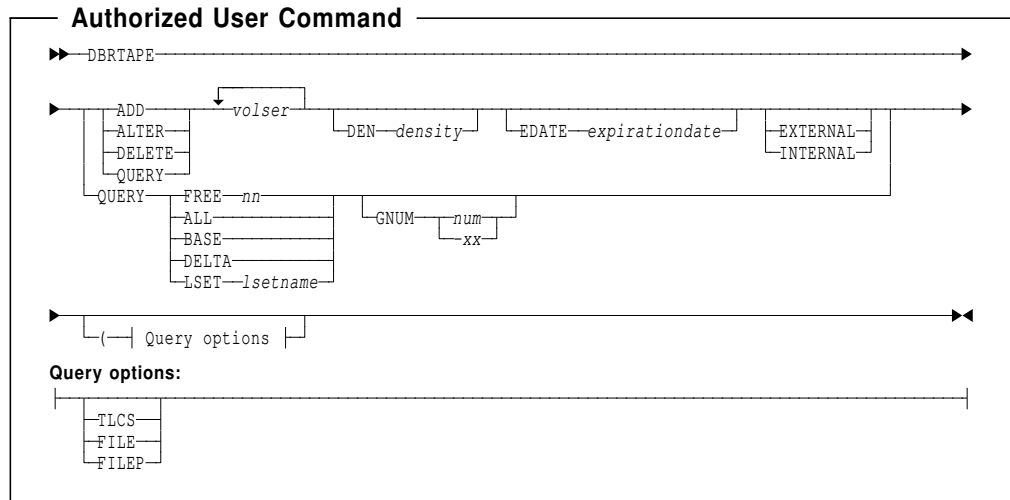 Authorized User Command
DBRTAPE
ADD volser
ALTER DEN density EDATE expirationdate EXTERNAL
DELETE INTERNAL
QUERY
QUERY FREE nn
ALL GNUM num
BASE xx
DELTA
LSET lsetname
( Query options
Query options:
TLCS
FILE
FILEP